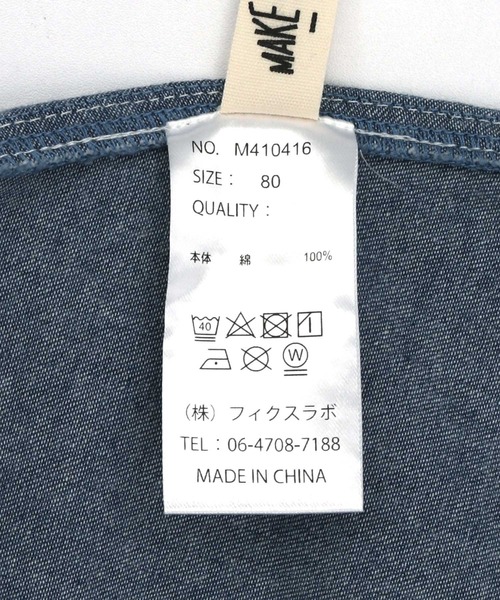 MAKE
NO. M410416
SIZE : 80
QUALITY :
本体 綿 100%
40
W
(株) フィクスラボ
TEL : 06-4708-7188
MADE IN CHINA